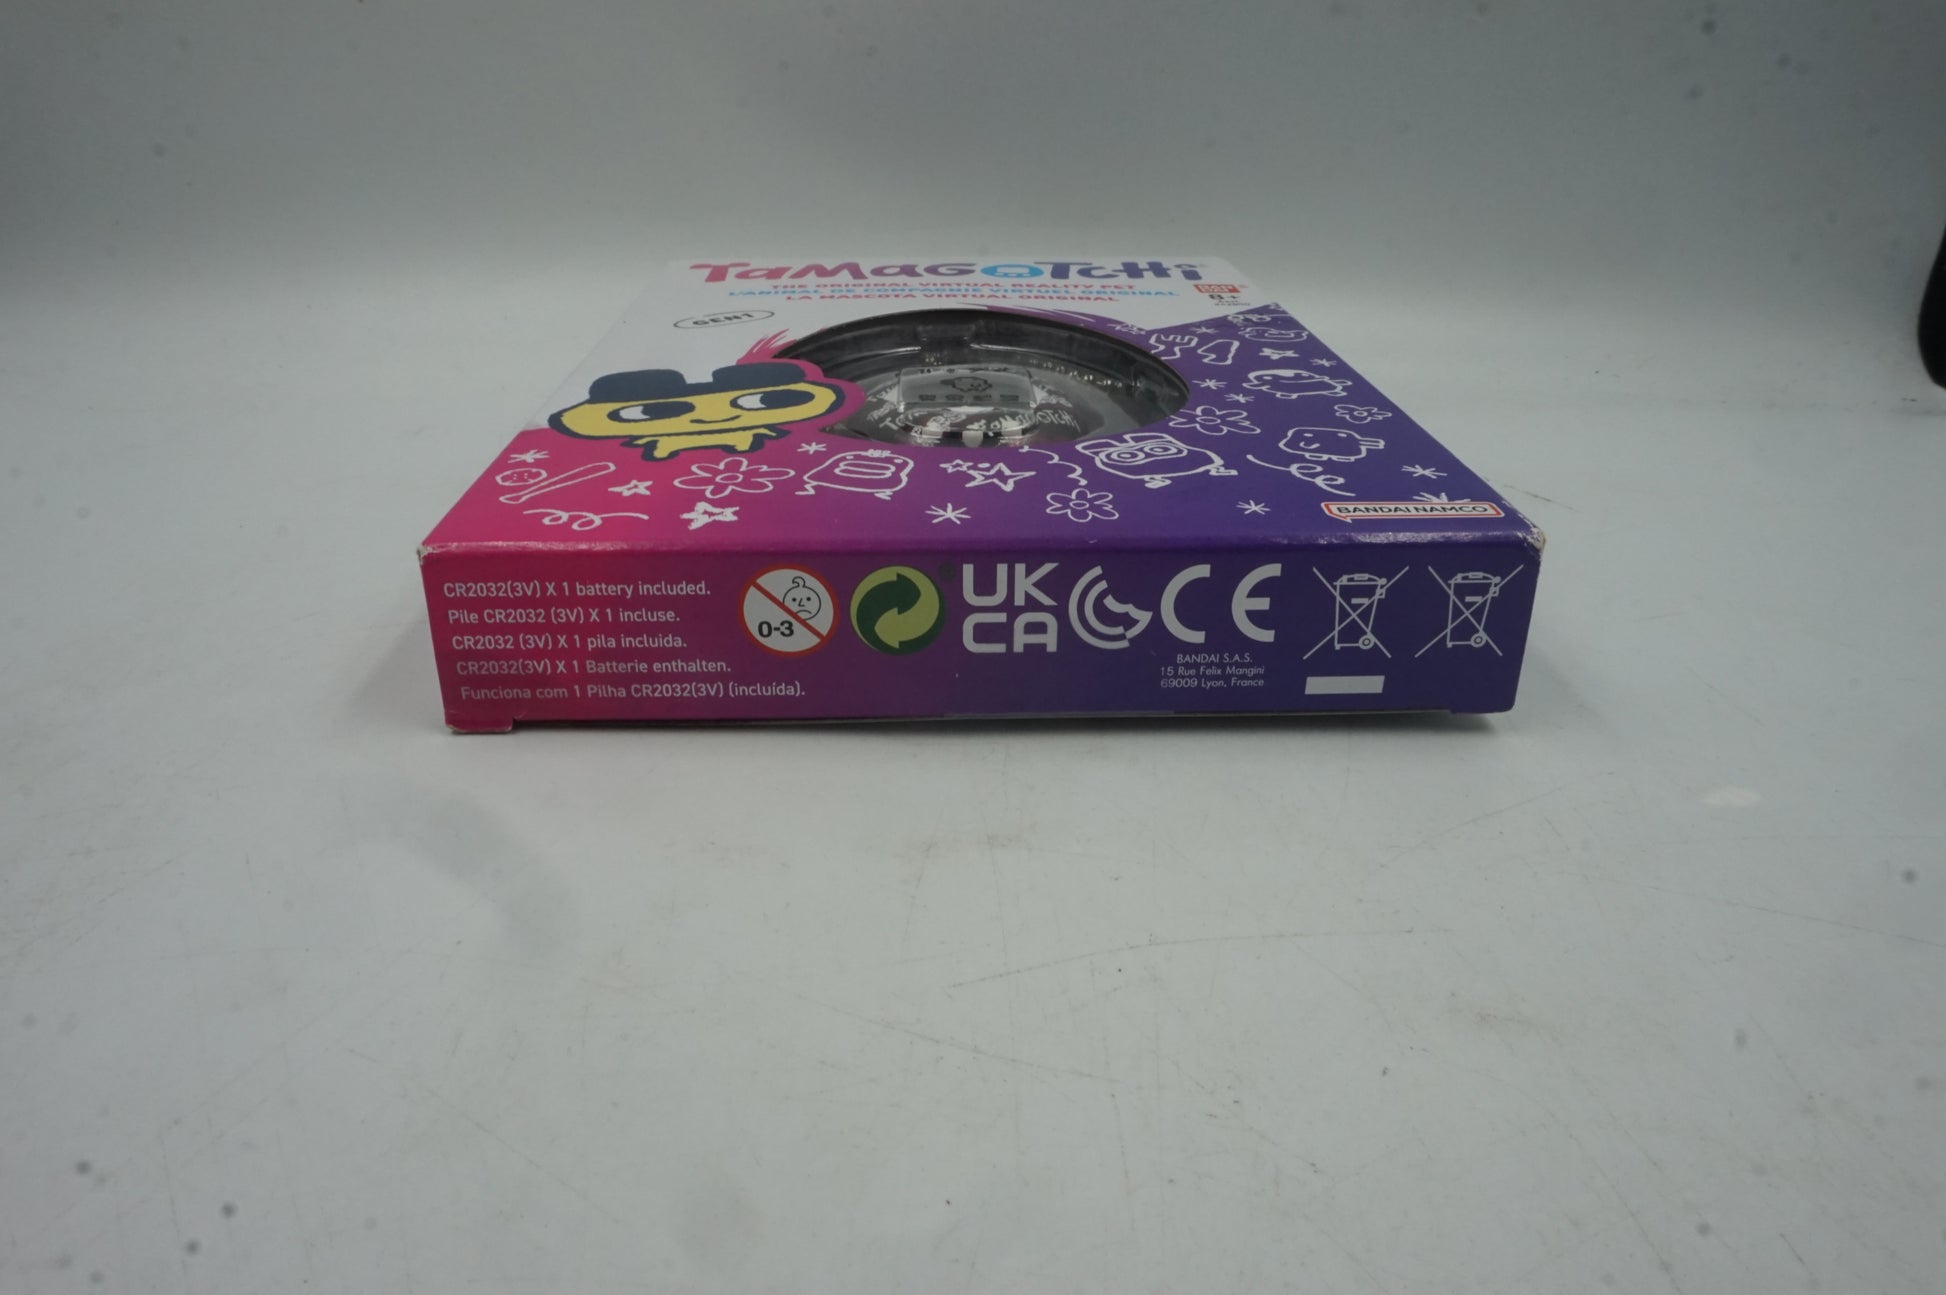 TAMAGOTCHI
THE ORIGINAL VIRTUAL REALITY PET
L'ANIMAL DE COMPAGNIE VIRTUEL ORIGINAL
LA MASCOTA VIRTUAL ORIGINAL
BAN
DAI
8+
GEN1
TAMAGOTCHI
BANDAI NAMCO
CR2032(3V) X 1 battery included.
Pile CR2032 (3V) X 1 incluse.
CR2032 (3V) X 1 pila incluida.
CR2032(3V) X 1 Batterie enthalten.
Funciona com 1 Pilha CR2032(3V) (incluída).
0-3
UK
CA
CE
BANDAI S.A.S.
15 Rue Felix Mangini
69009 Lyon, France